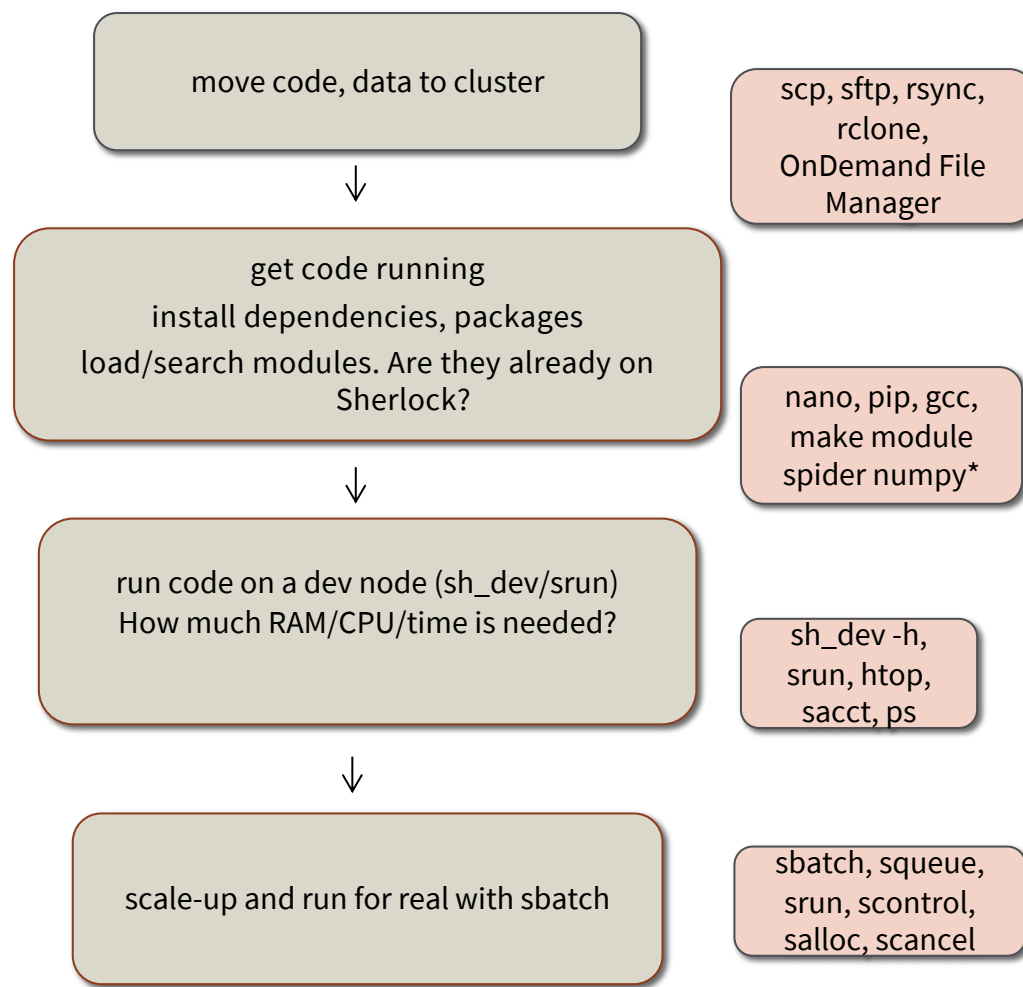 move code, data to cluster
scp, sftp, rsync,
rclone,
OnDemand File
Manager
get code running
install dependencies, packages
load/search modules. Are they already on
Sherlock?
nano, pip, gcc,
make module
spider numpy*
run code on a dev node (sh_dev/srun)
How much RAM/CPU/time is needed?
sh_dev -h,
srun, htop,
sacct, ps
scale-up and run for real with sbatch
sbatch, squeue,
srun, scontrol,
salloc, scancel